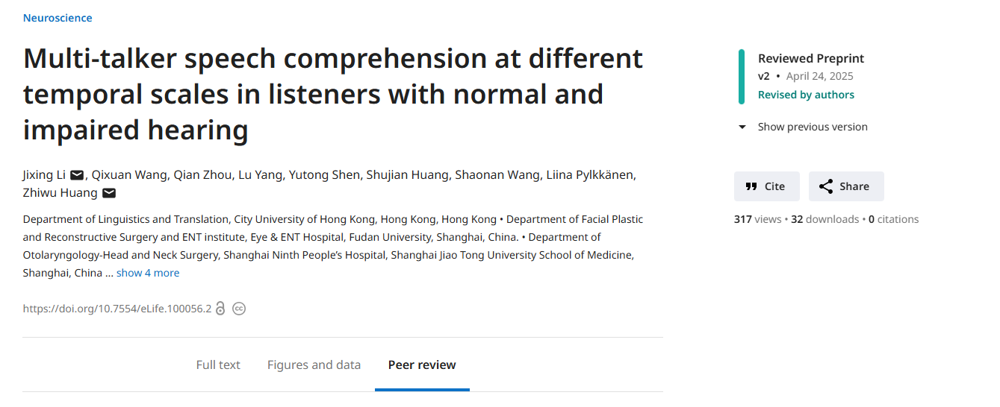 Neuroscience
Multi-talker speech comprehension at different
temporal scales in listeners with normal and
impaired hearing
Jixing Li, Qixuan Wang, Qian Zhou, Lu Yang, Yutong Shen, Shujian Huang, Shaonan Wang, Liina Pylkkänen,
Zhiwu Huang
Department of Linguistics and Translation, City University of Hong Kong, Hong Kong, Hong Kong • Department of Facial Plastic
and Reconstructive Surgery and ENT institute, Eye & ENT Hospital, Fudan University, Shanghai, China. • Department of
Otolaryngology-Head and Neck Surgery, Shanghai Ninth People's Hospital, Shanghai Jiao Tong University School of Medicine,
Shanghai, China ... show 4 more
https://doi.org/10.7554/eLife.100056.2 cc
Full text Figures and data Peer review
Reviewed Preprint
v2 • April 24, 2025
Revised by authors
Show previous version
Cite Share
317 views • 32 downloads • 0 citations